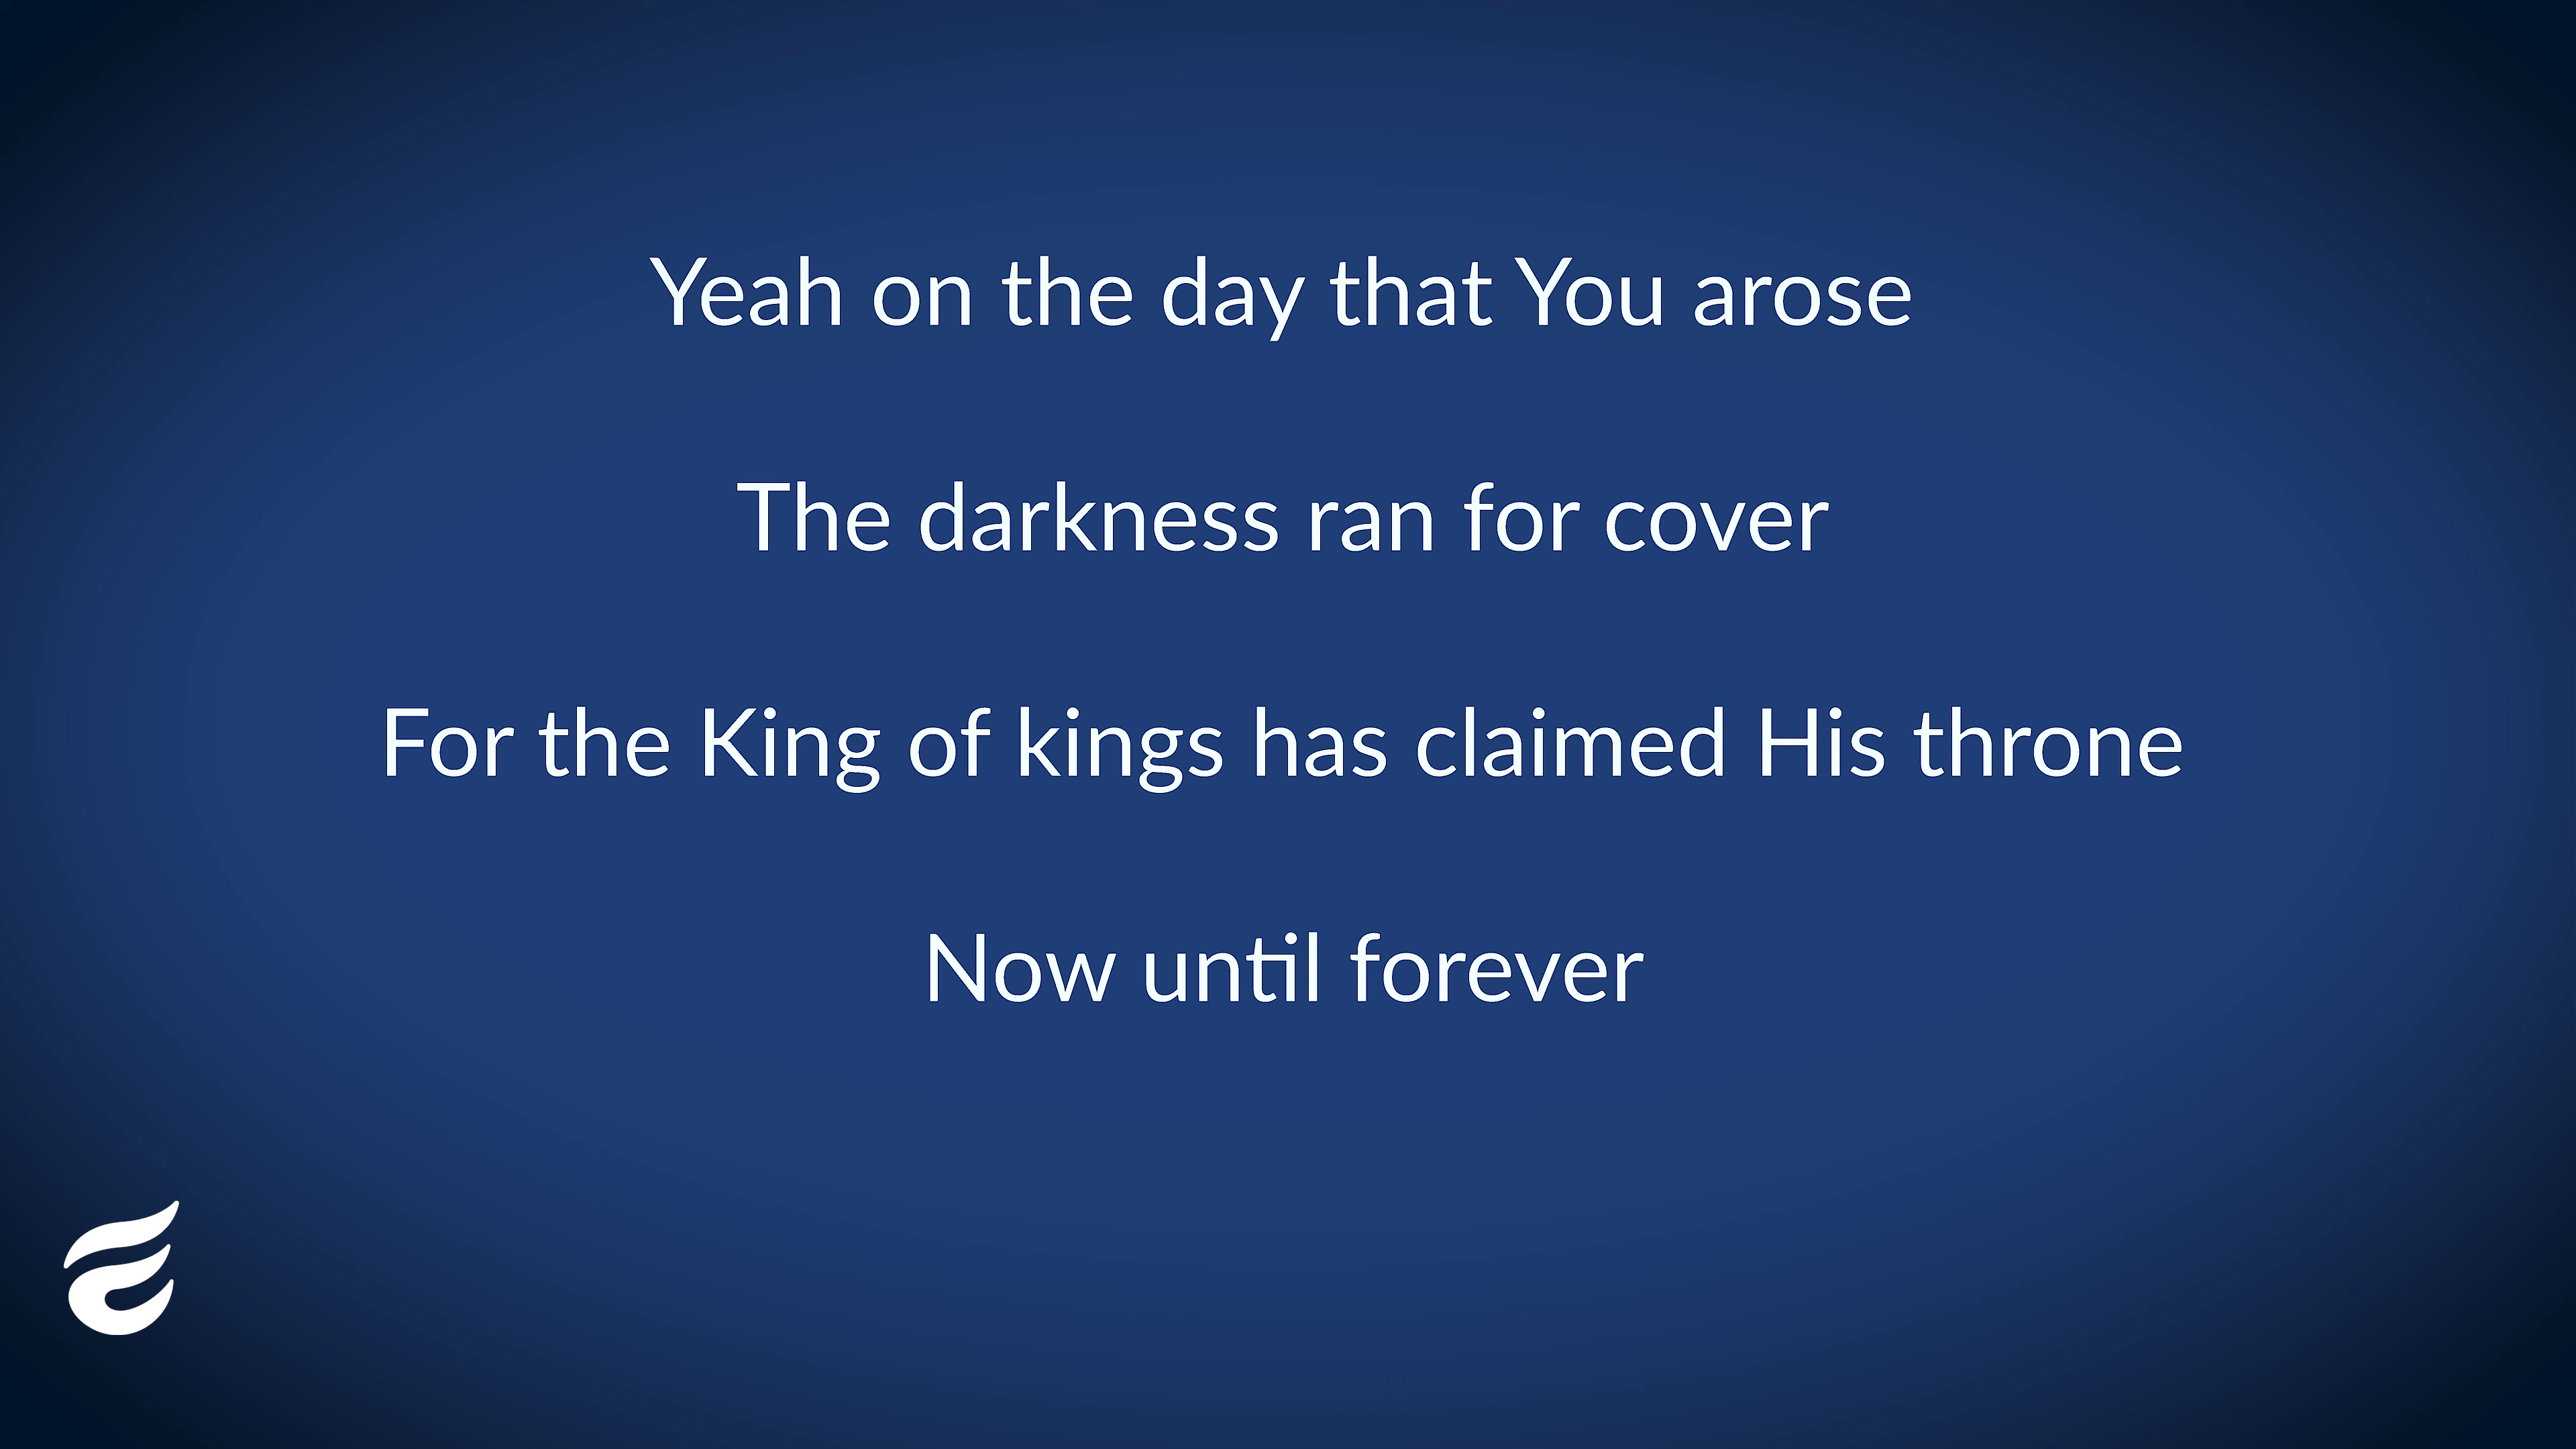 Yeah on the day that You arose
The darkness ran for cover
For the King of kings has claimed His throne
Now until forever